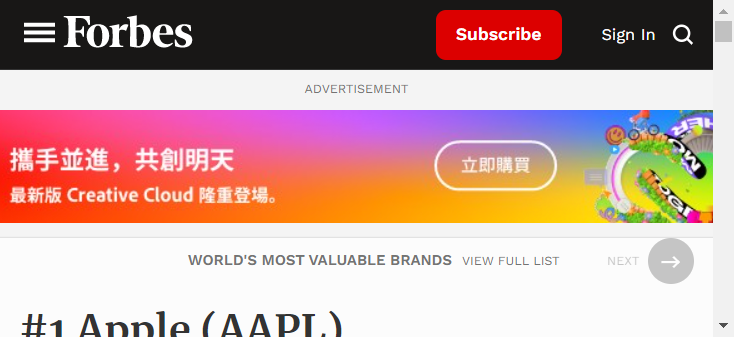 Forbes
Subscribe
Sign In
ADVERTISEMENT
攜手並進，共創明天
立即購買
最新版 Creative Cloud 隆重登場。
WORLD'S MOST VALUABLE BRANDS
VIEW FULL LIST
NEXT
#1 Apple (AAPL)